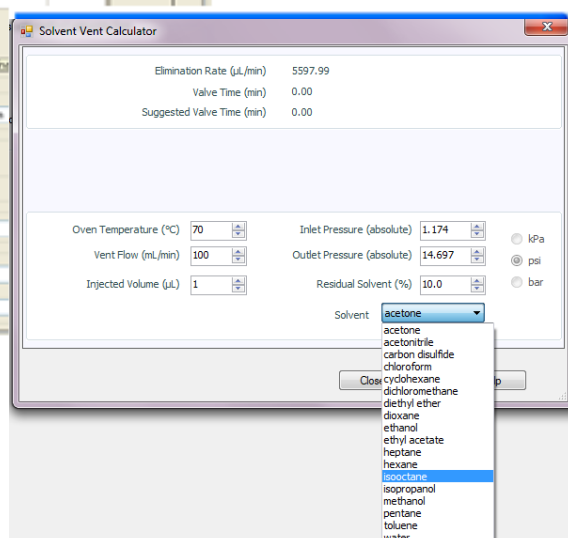 Solvent Vent Calculator
Elimination Rate (µL/min) 5597.99
Valve Time (min) 0.00
Suggested Valve Time (min) 0.00
Oven Temperature (°C) 70 Inlet Pressure (absolute) 1.174 kPa
Vent Flow (mL/min) 100 Outlet Pressure (absolute) 14.697 psi
Injected Volume (µL) 1 Residual Solvent (%) 10.0 bar
Solvent acetone
acetone
acetonitrile
carbon disulfide
chloroform
cyclohexane
dichloromethane
diethyl ether
dioxane
ethanol
ethyl acetate
heptane
hexane
isooctane
isopropanol
methanol
pentane
toluene
water
Close